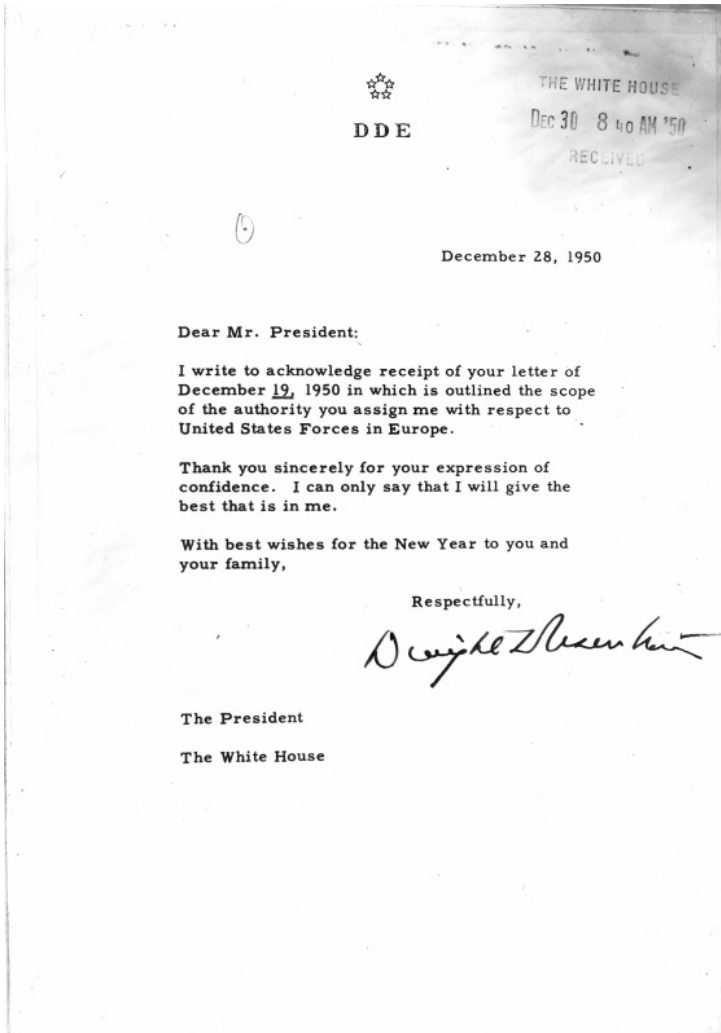 THE WHITE HOUSE
DEC 30 8 40 AM '50
RECEIVED
DDE
December 28, 1950
Dear Mr. President:
I write to acknowledge receipt of your letter of
December 19, 1950 in which is outlined the scope
of the authority you assign me with respect to
United States Forces in Europe.
Thank you sincerely for your expression of
confidence. I can only say that I will give the
best that is in me.
With best wishes for the New Year to you and
your family,
Respectfully,
Dwight D Eisenhower
The President
The White House